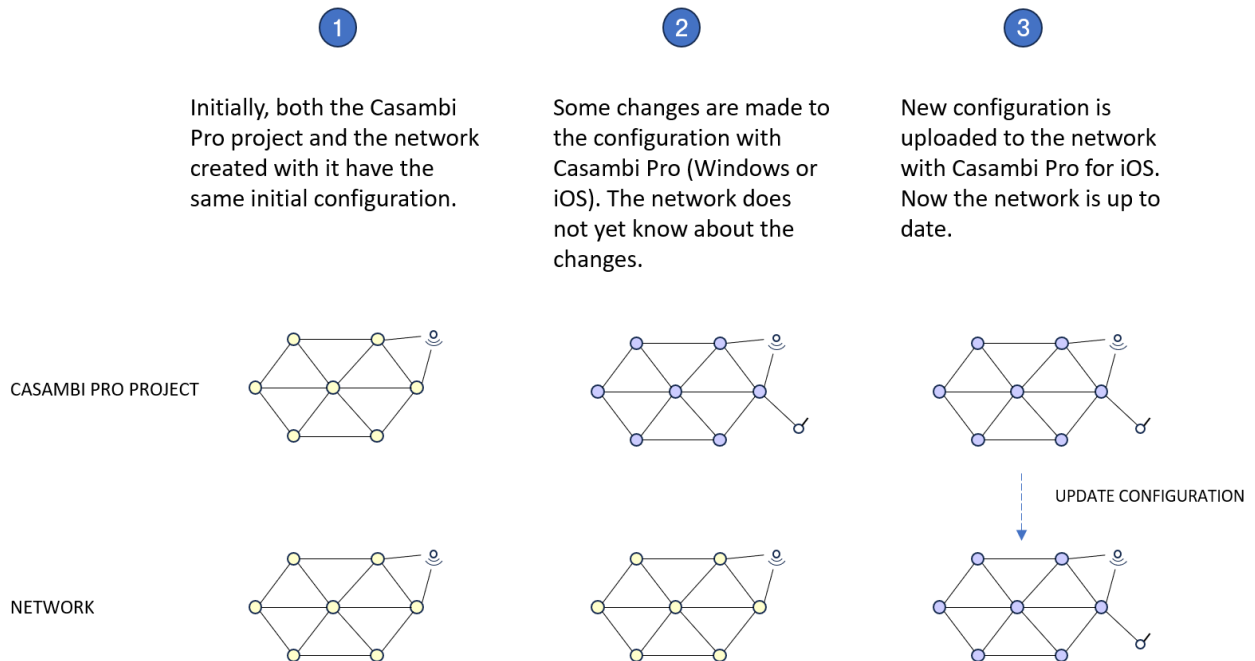 1
2
3
Initially, both the Casambi
Pro project and the network
created with it have the
same initial configuration.
Some changes are made to
the configuration with
Casambi Pro (Windows or
iOS). The network does
not yet know about the
changes.
New configuration is
uploaded to the network
with Casambi Pro for iOS.
Now the network is up to
date.
CASAMBI PRO PROJECT
UPDATE CONFIGURATION
NETWORK